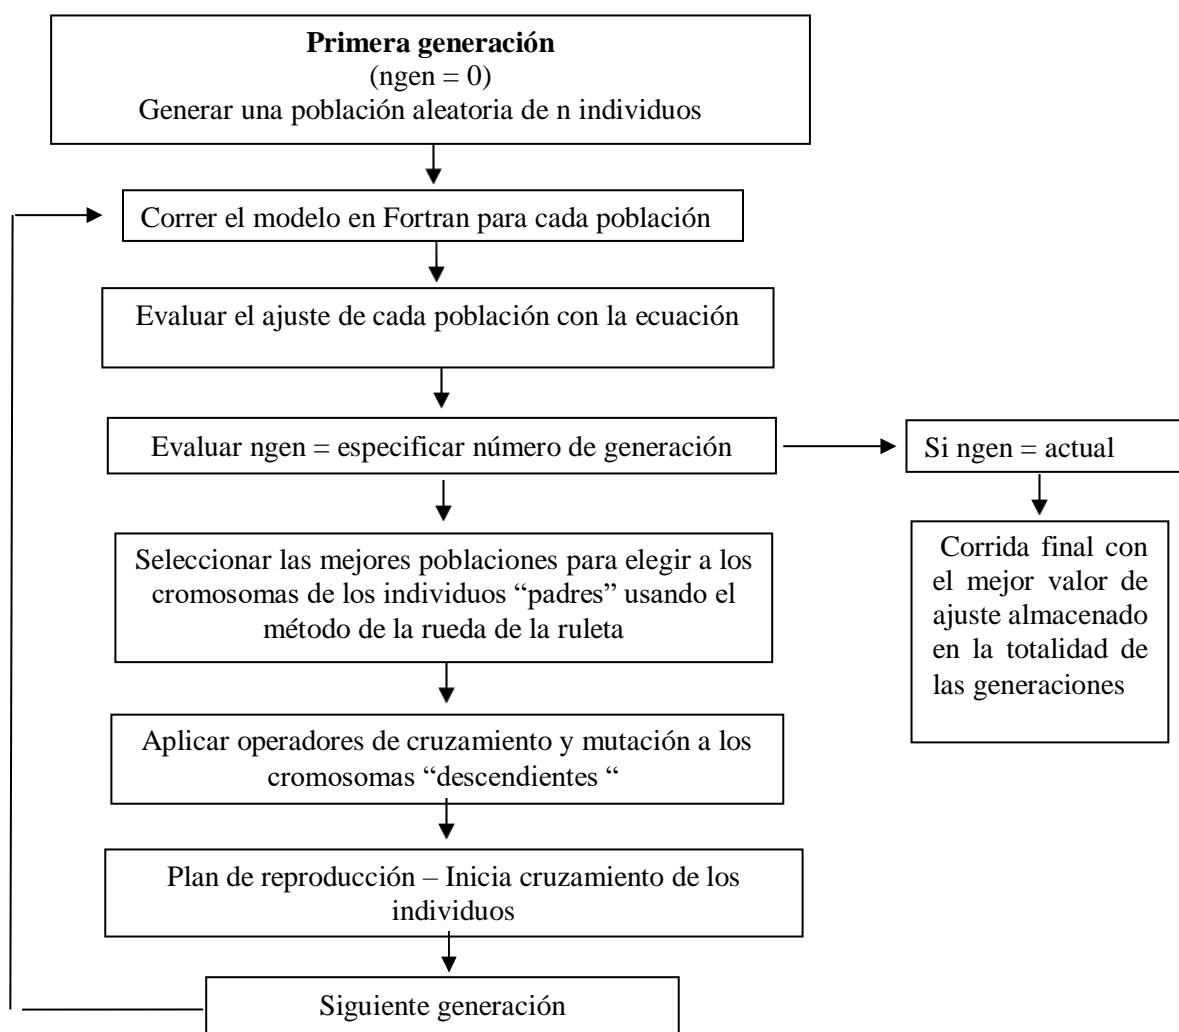 Primera generación
(ngen = 0)
Generar una población aleatoria de n individuos
Correr el modelo en Fortran para cada población
Evaluar el ajuste de cada población con la ecuación
Evaluar ngen = especificar número de generación
Si ngen = actual
Corrida final con
el mejor valor de
ajuste almacenado
en la totalidad de
las generaciones
Seleccionar las mejores poblaciones para elegir a los
cromosomas de los individuos “padres” usando el
método de la rueda de la ruleta
Aplicar operadores de cruzamiento y mutación a los
cromosomas “descendientes “
Plan de reproducción – Inicia cruzamiento de los
individuos
Siguiente generación